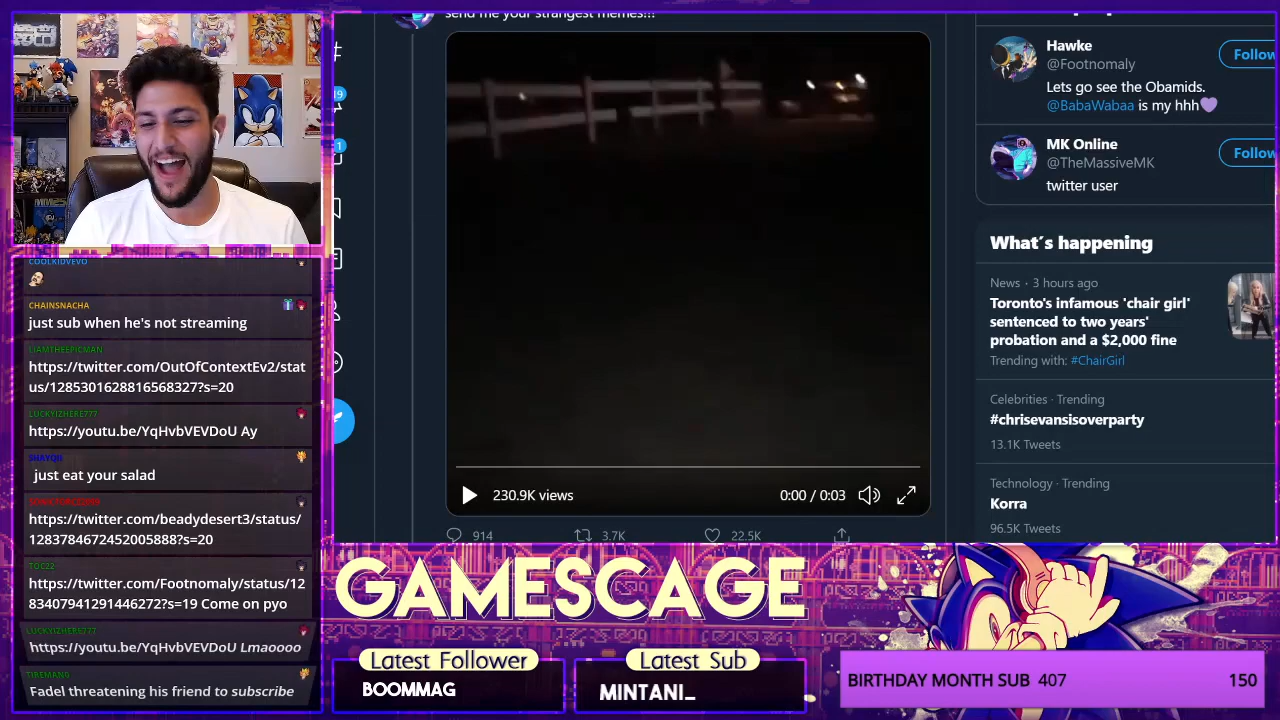 send me your strangest memes!!!
Hawke
@Footnomaly
Follow
Lets go see the Obamids.
@BabaWabaa is my hhh💜
MK Online
@TheMassiveMK
Follow
twitter user
What's happening
News · 3 hours ago
Toronto's infamous 'chair girl'
sentenced to two years'
probation and a $2,000 fine
Trending with: #ChairGirl
Celebrities · Trending
#chrisevansisoverparty
13.1K Tweets
Technology · Trending
Korra
96.5K Tweets
19
1
230.9K views
0:00 / 0:03
914
3.7K
22.5K
COOLKIDVEVO
CHAINSNACHA
just sub when he's not streaming
LIAMTHEEPICMAN
https://twitter.com/OutOfContextEv2/stat
us/1285301628816568327?s=20
LUCKYIZHERE777
https://youtu.be/YqHvbVEVDoU Ay
just eat your salad
https://twitter.com/beadydesert3/status/
1283784672452005888?s=20
TOC22
https://twitter.com/Footnomaly/status/12
83407941291446272?s=19 Come on pyo
LUCKYIZHERE777
https://youtu.be/YqHvbVEVDoU Lmaoooo
Fadel threatening his friend to subscribe
GAMESCAGE
Latest Follower
BOOMMAG
Latest Sub
MINTANI_
BIRTHDAY MONTH SUB 407
150